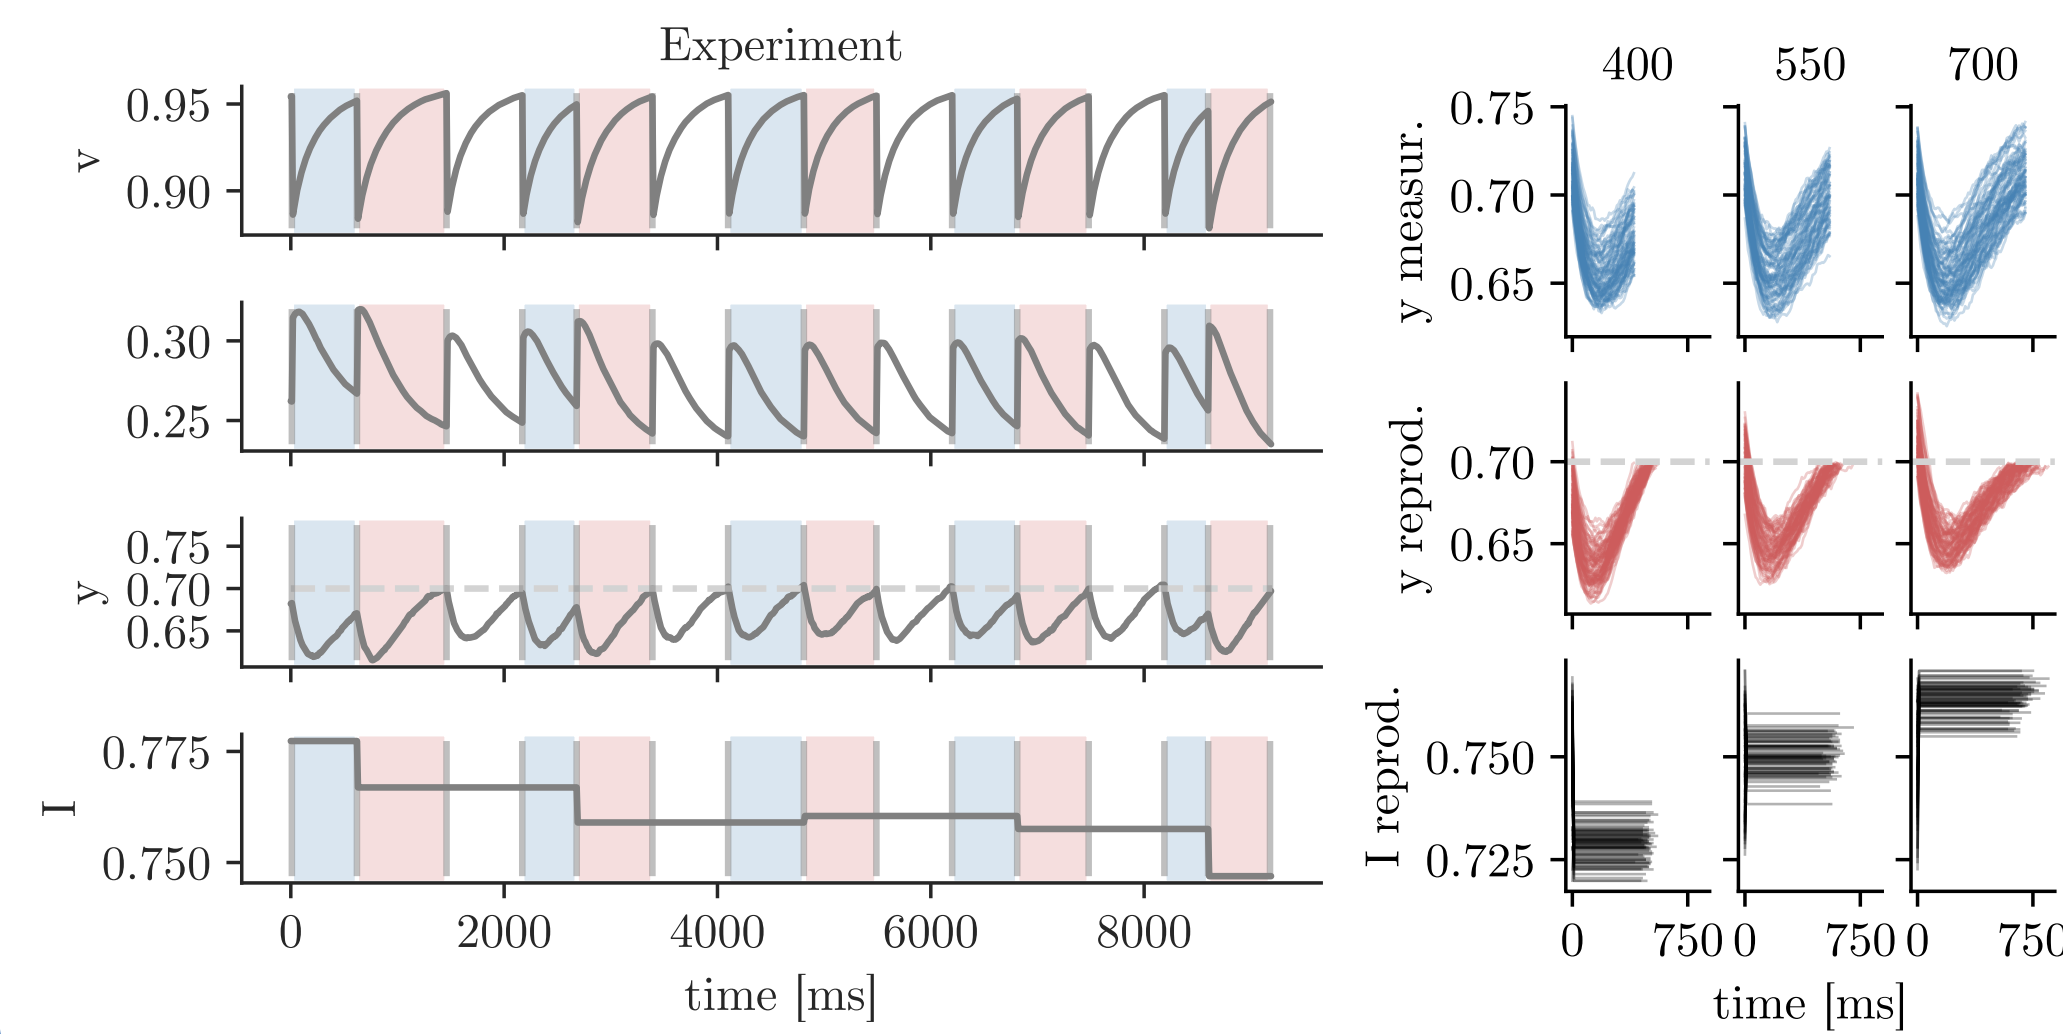 Experiment
0.95
0.90
v
0.30
0.25
0.75
0.70
0.65
y
0.775
0.750
I
0 2000 4000 6000 8000
time [ms]
400 550 700
0.75
0.70
0.65
y measur.
0.70
0.65
y reprod.
0.750
0.725
I reprod.
0 750 0 750 0 750
time [ms]